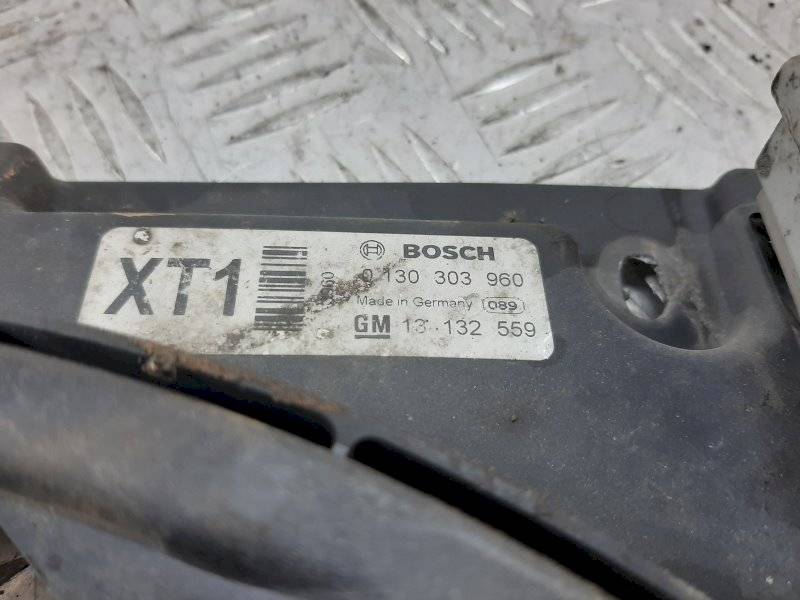 XT1
BOSCH
0 130 303 960
Made in Germany 089
GM 13 132 559